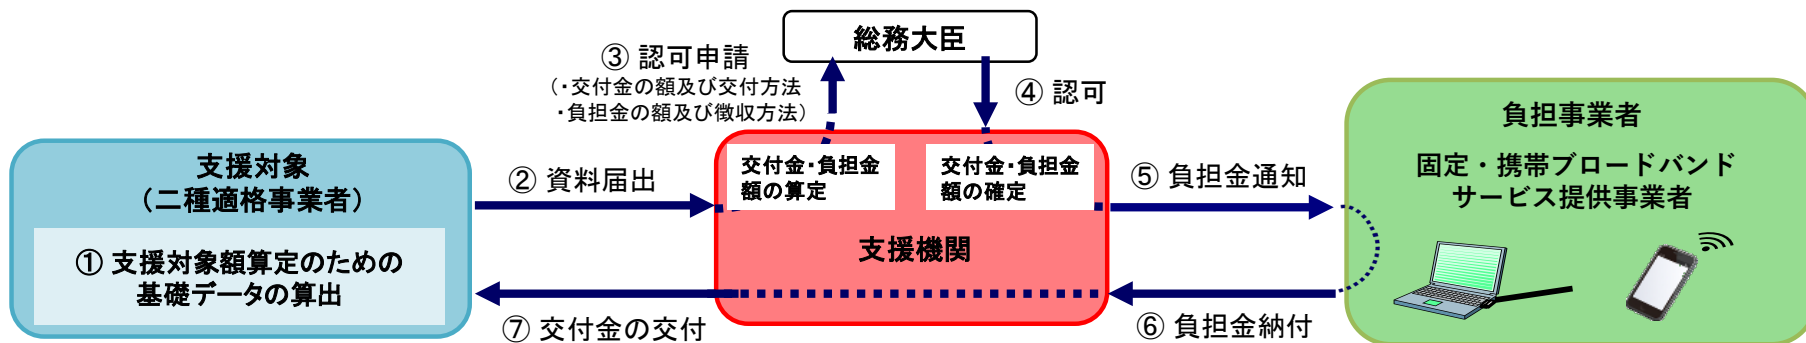 総務大臣
③ 認可申請
(・交付金の額及び交付方法
・負担金の額及び徴収方法)
④ 認可
支援対象
(二種適格事業者)
① 支援対象額算定のための
基礎データの算出
② 資料届出
交付金・負担金
額の算定
交付金・負担金
額の確定
支援機関
⑤ 負担金通知
負担事業者
固定・携帯ブロードバンド
サービス提供事業者
⑥ 負担金納付
⑦ 交付金の交付